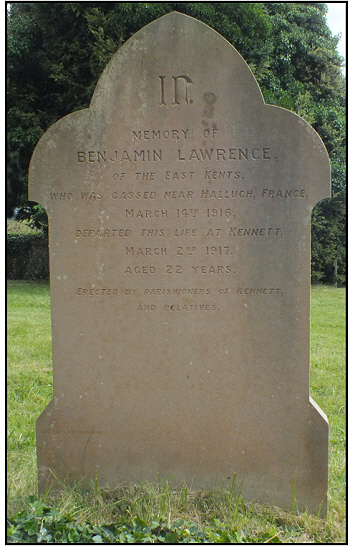 IN
MEMORY OF
BENJAMIN LAWRENCE,
OF THE EAST KENTS,
WHO WAS GASSED NEAR HALLUCH, FRANCE,
MARCH 19TH 1916,
DEPARTED THIS LIFE AT KENNETT,
MARCH 2ND 1917.
AGED 22 YEARS.
ERECTED BY PARISHIONERS OF KENNETT,
AND RELATIVES.